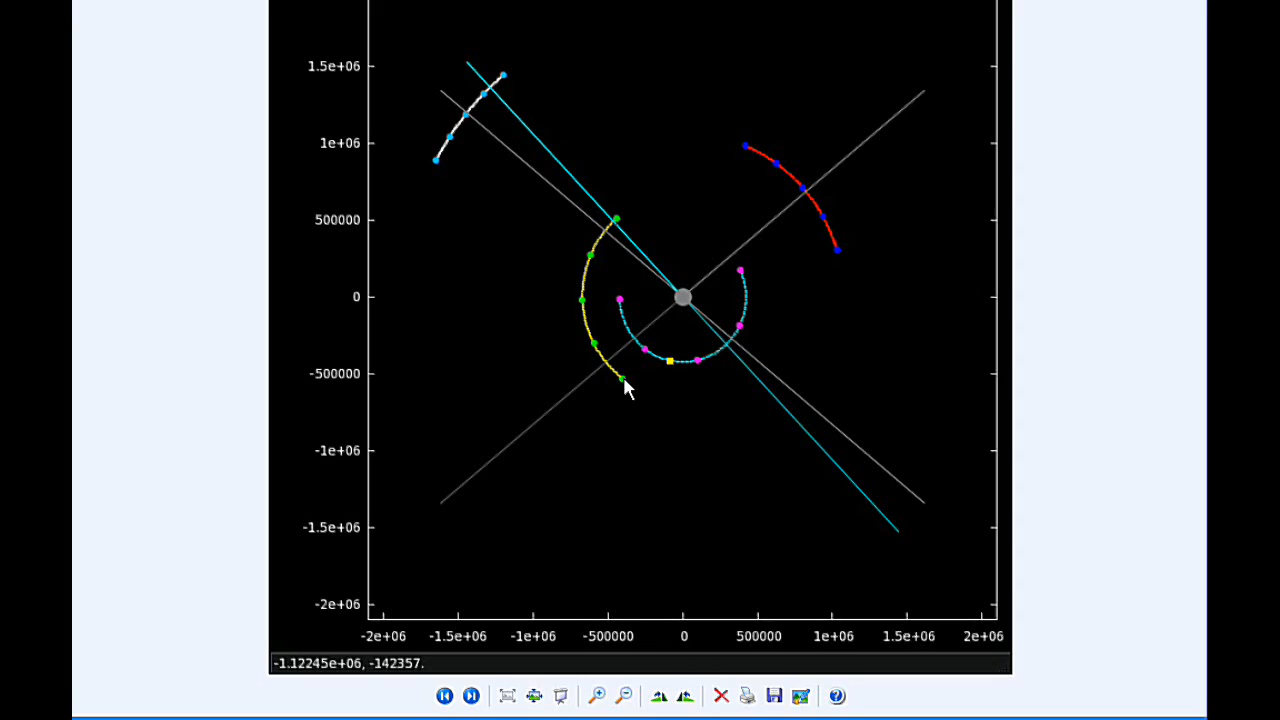 1.5e+06
1e+06
500000
0
-500000
-1e+06
-1.5e+06
-2e+06
-2e+06 -1.5e+06 -1e+06 -500000 0 500000 1e+06 1.5e+06 2e+06
-1.12245e+06, -142357.